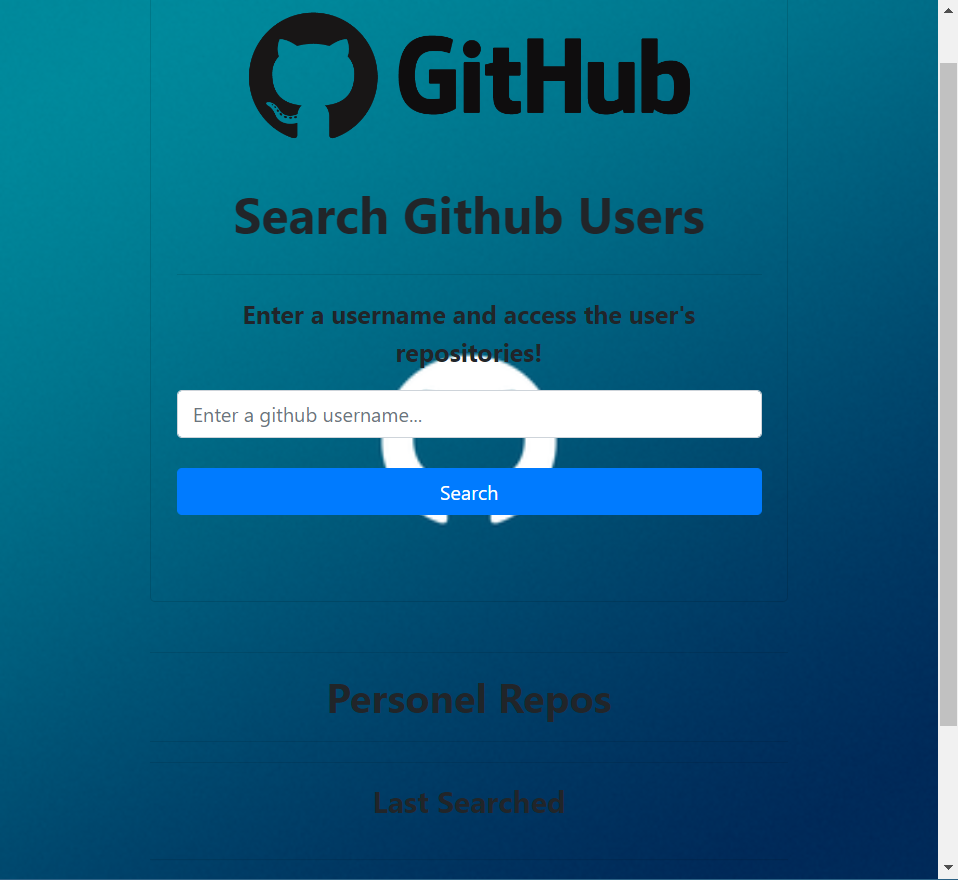 GitHub
Search Github Users
Enter a username and access the user's
repositories!
Enter a github username...
Search
Personel Repos
Last Searched